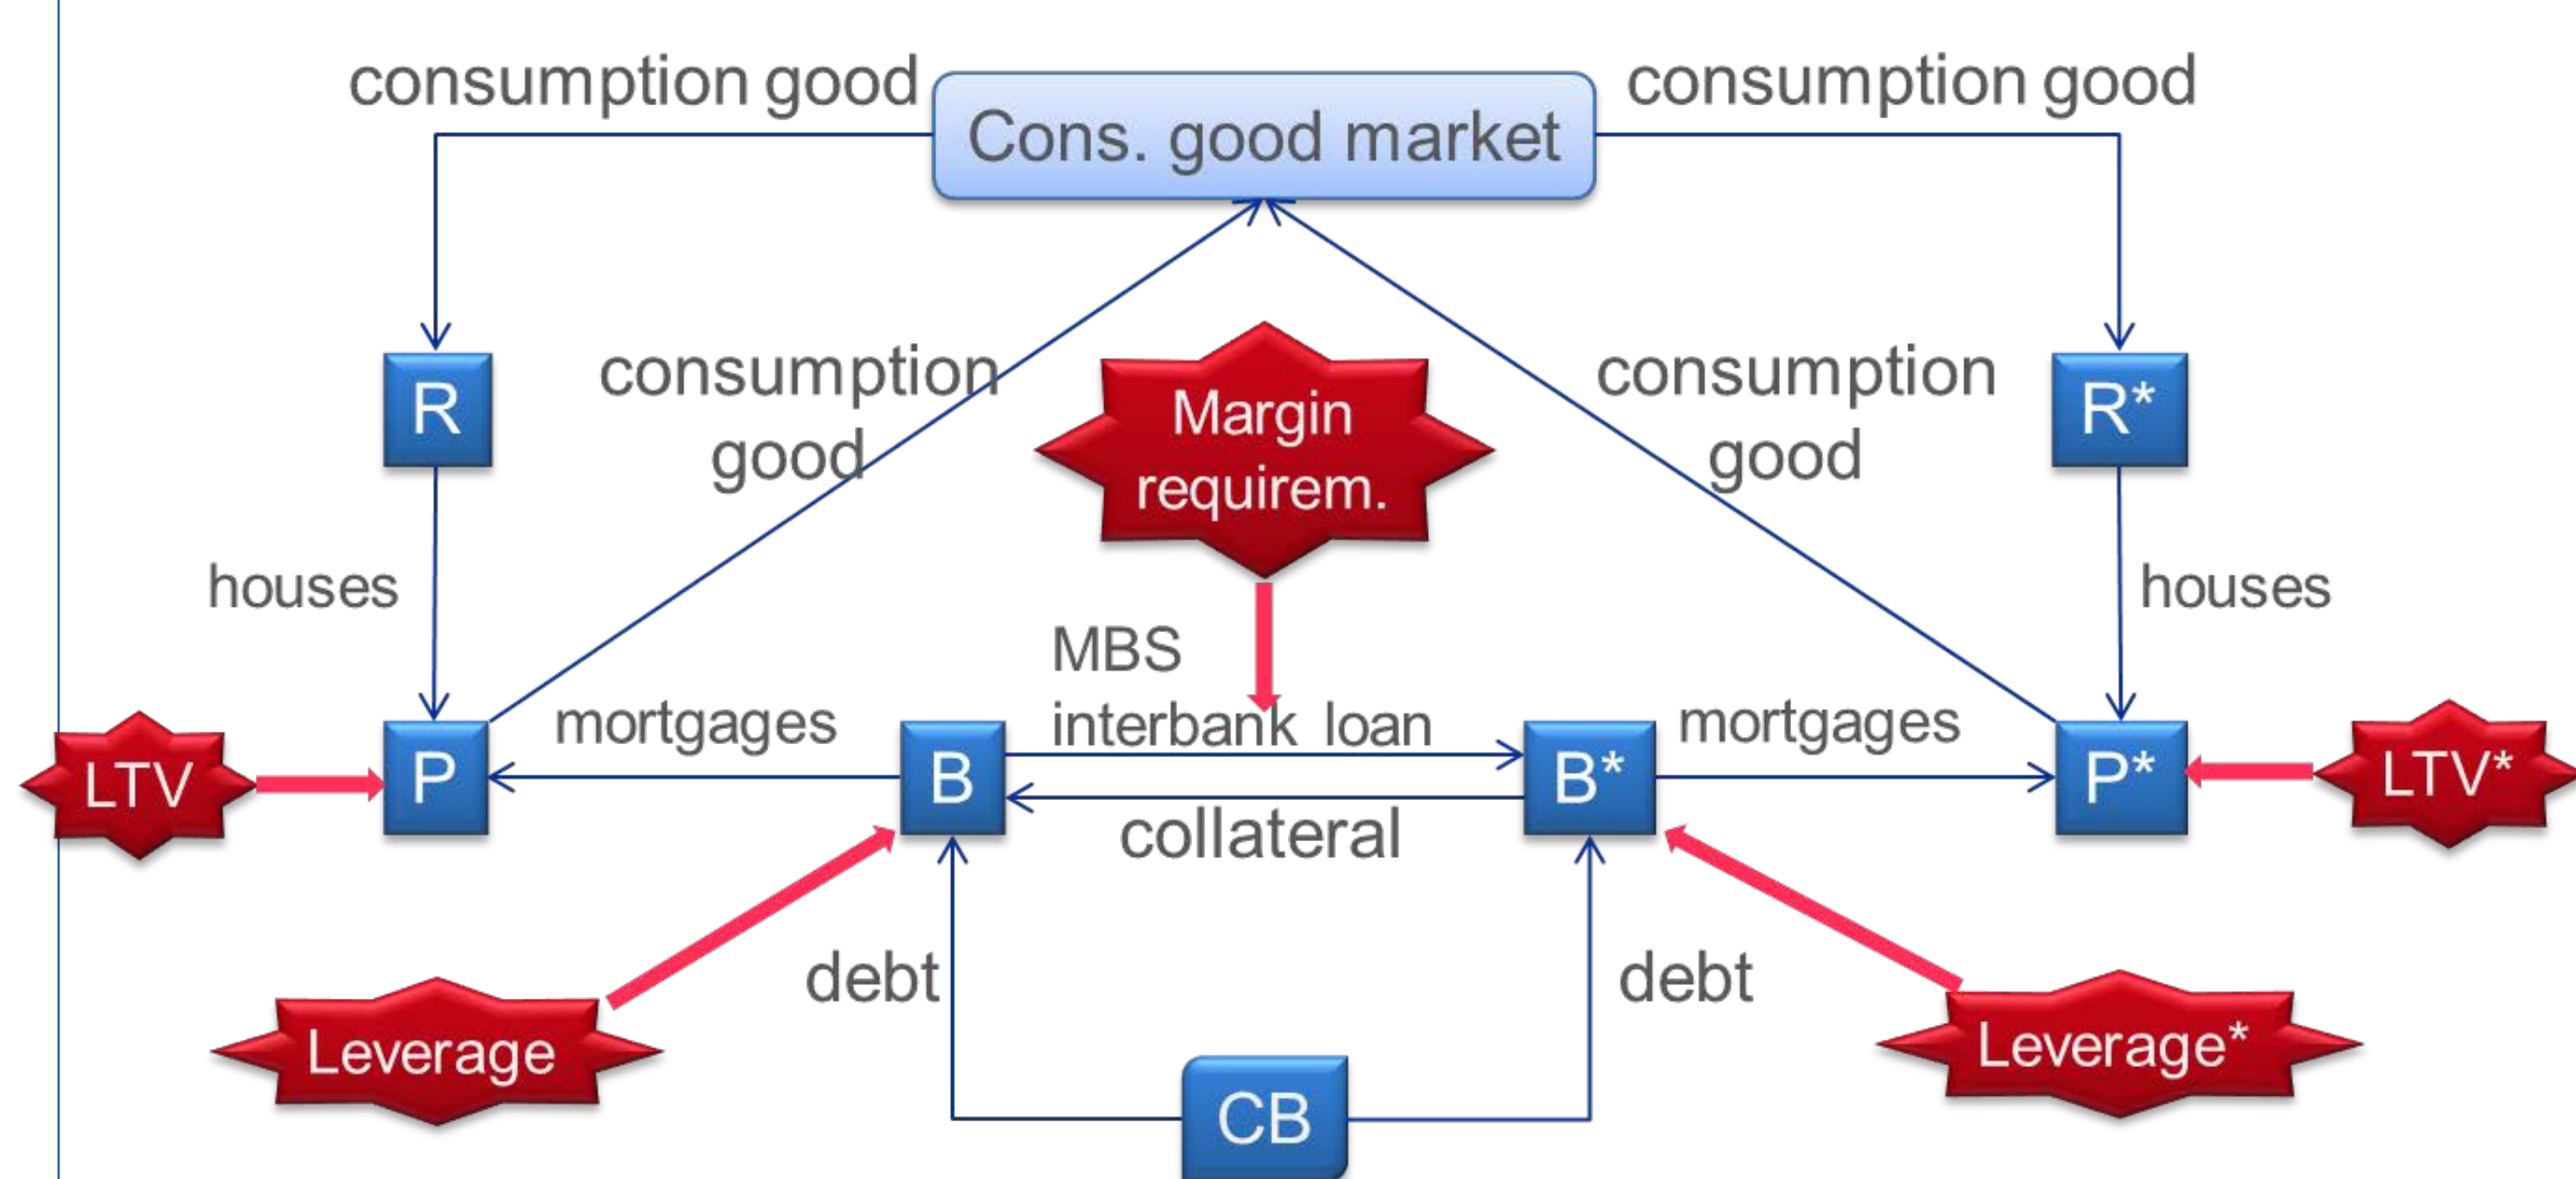 consumption good
Cons. good market
consumption good
R
consumption
good
Margin
requirem.
consumption
good
R*
houses
MBS
interbank loan
houses
LTV
P
mortgages
B
B*
mortgages
P*
LTV*
collateral
debt
debt
Leverage
CB
Leverage*